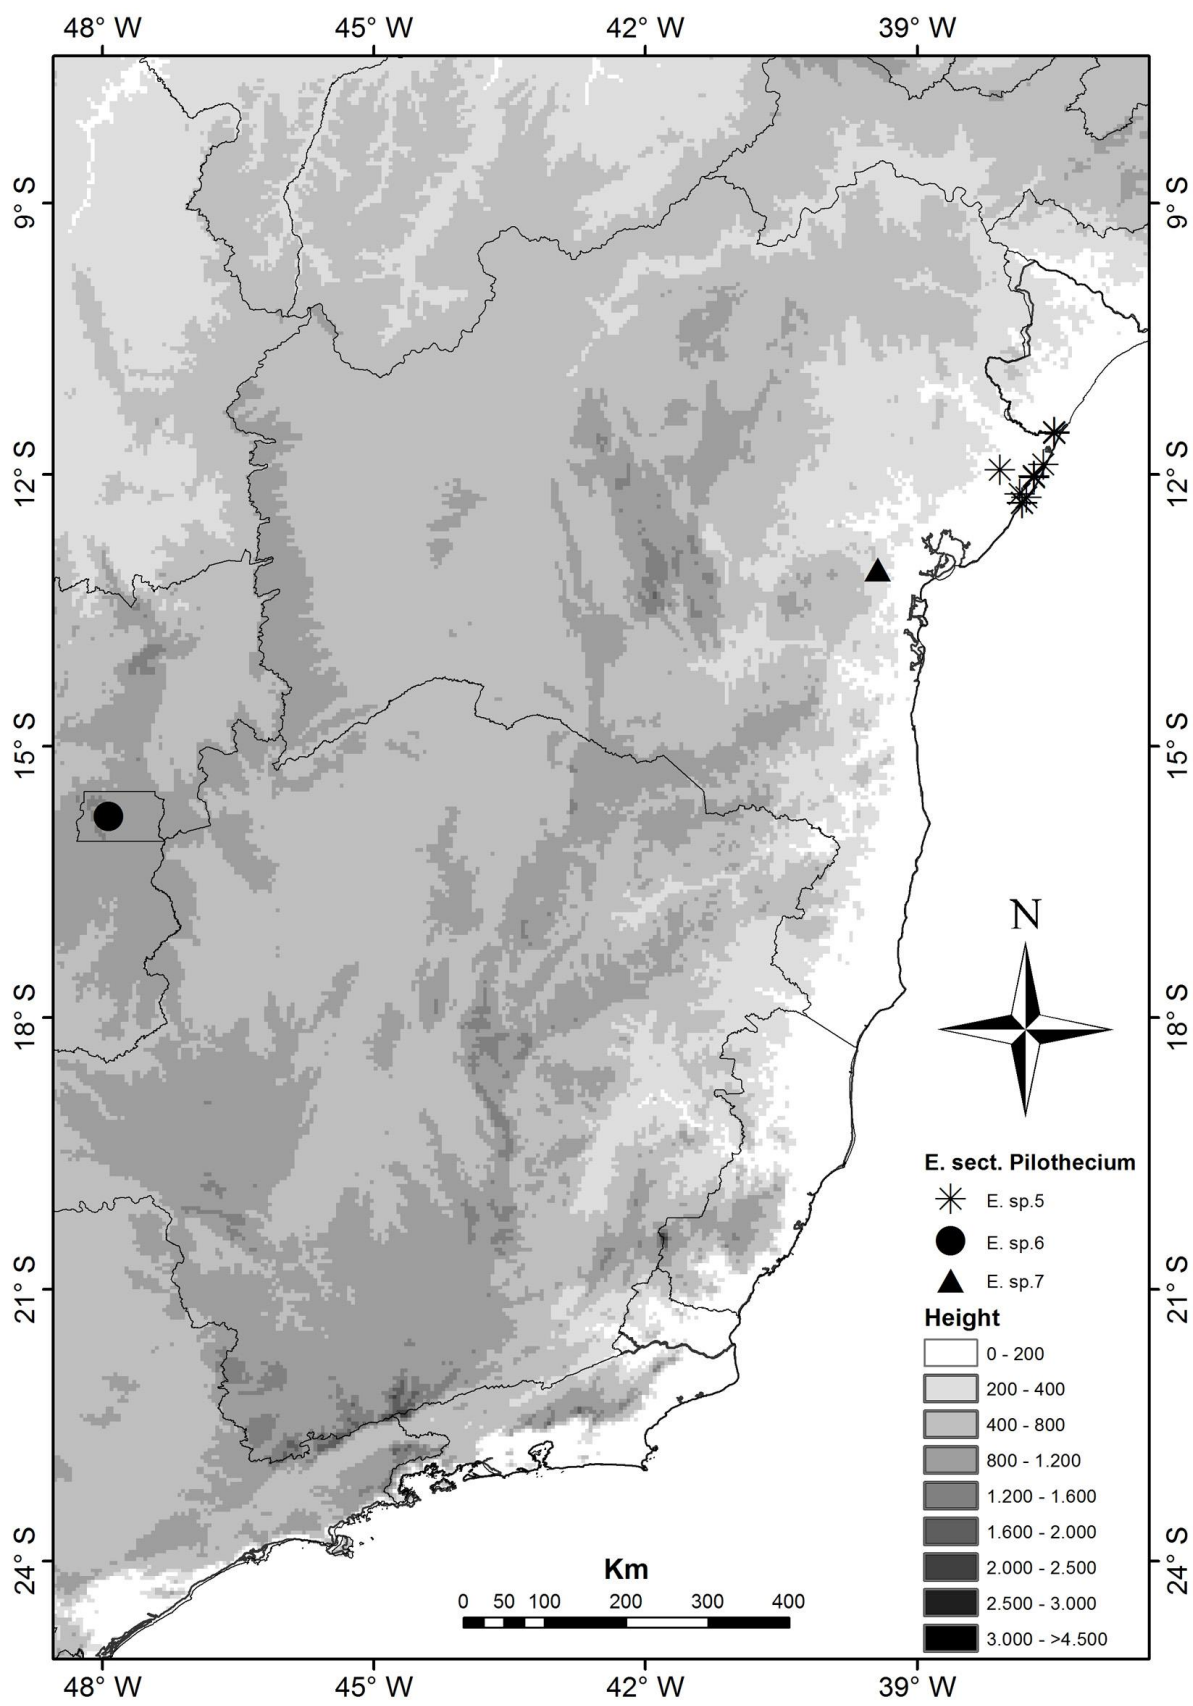 48° W 45° W 42° W 39° W
9° S 9° S
12° S 12° S
15° S 15° S
N
18° S 18° S
E. sect. Pilothecium
E. sp.5
E. sp.6
E. sp.7
21° S 21° S
Height
0 - 200
200 - 400
400 - 800
800 - 1.200
1.200 - 1.600
1.600 - 2.000
24° S 24° S
2.000 - 2.500
2.500 - 3.000
3.000 - >4.500
Km
0 50 100 200 300 400
48° W 45° W 42° W 39° W